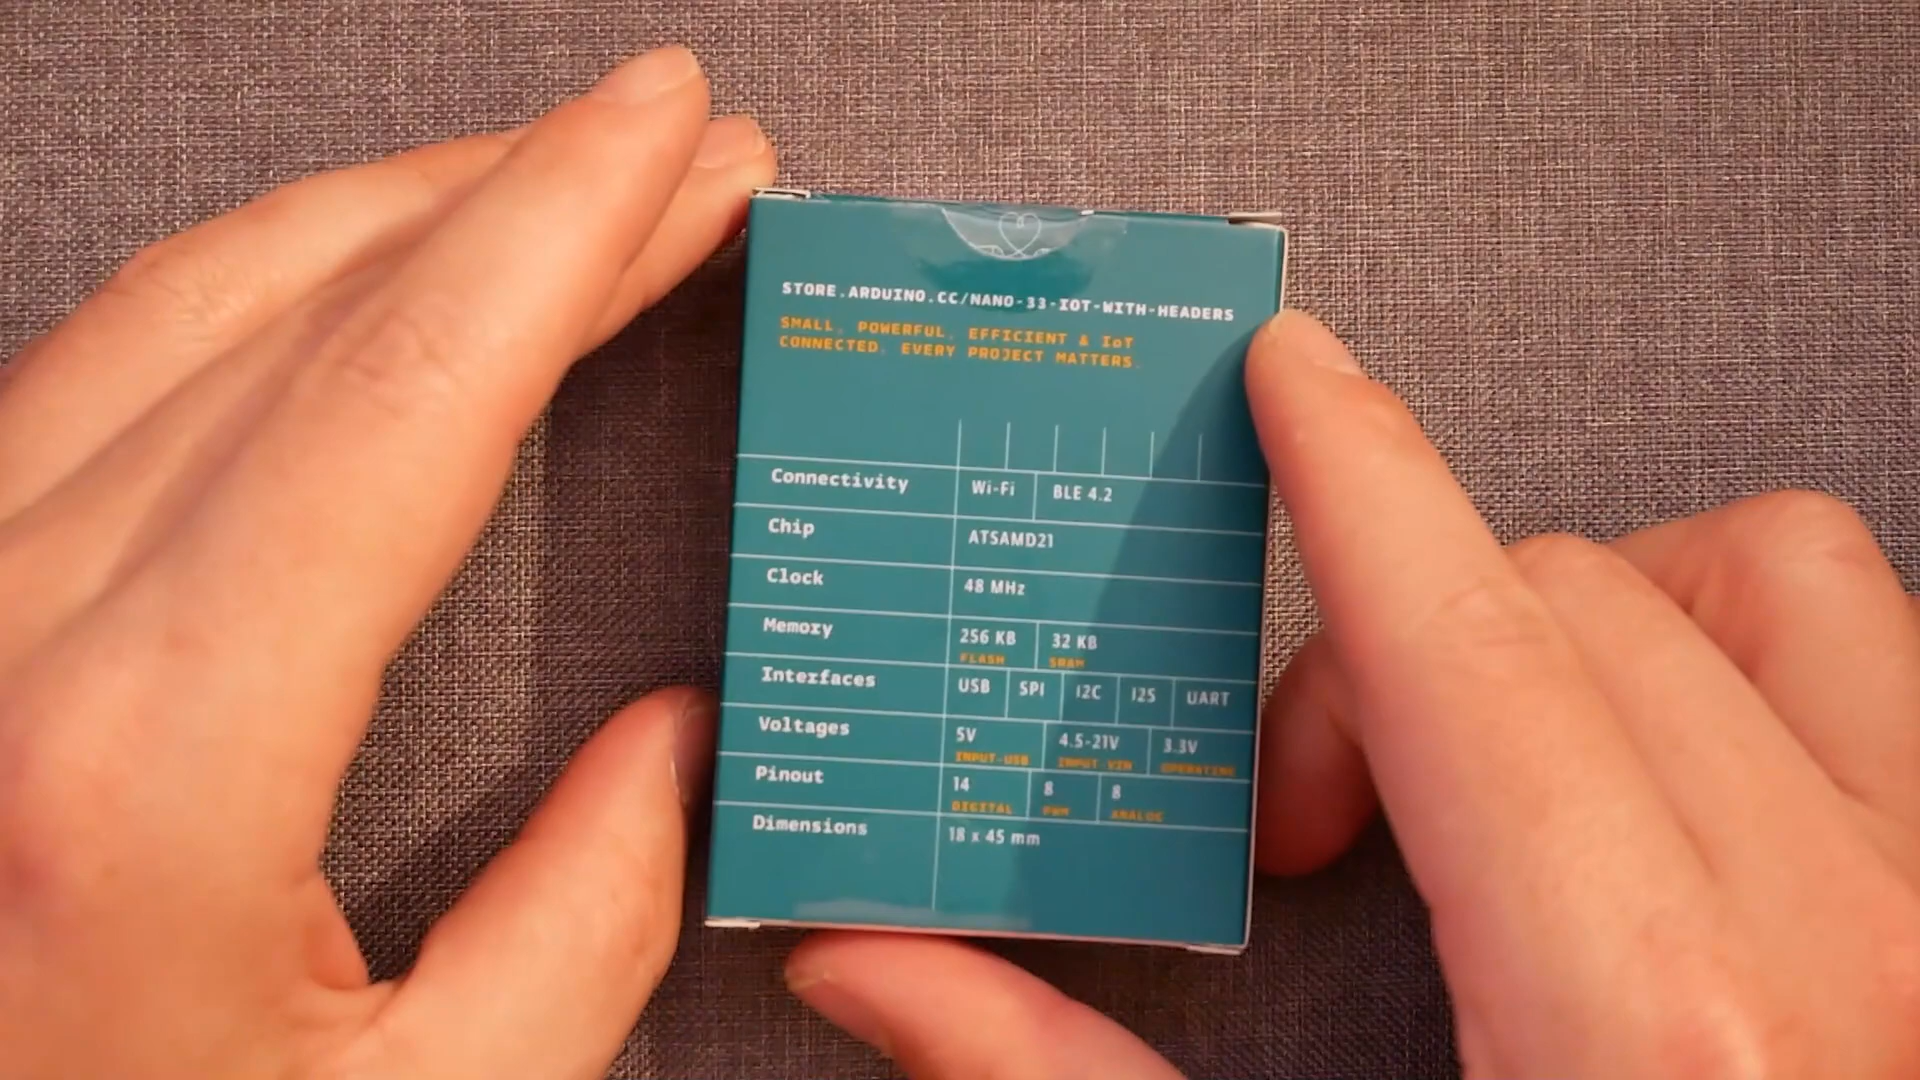 STORE.ARDUINO.CC/NANO-33-IOT-WITH-HEADERS
SMALL, POWERFUL, EFFICIENT & IoT
CONNECTED. EVERY PROJECT MATTERS.
Connectivity Wi-Fi BLE 4.2
Chip ATSAMD21
Clock 48 MHz
Memory 256 KB 32 KB
FLASH SRAM
Interfaces USB SPI I2C I2S UART
Voltages 5V 4.5-21V 3.3V
INPUT-USB INPUT-VIN OPERATING
Pinout 14 8 8
DIGITAL PWM ANALOG
Dimensions 18 x 45 mm